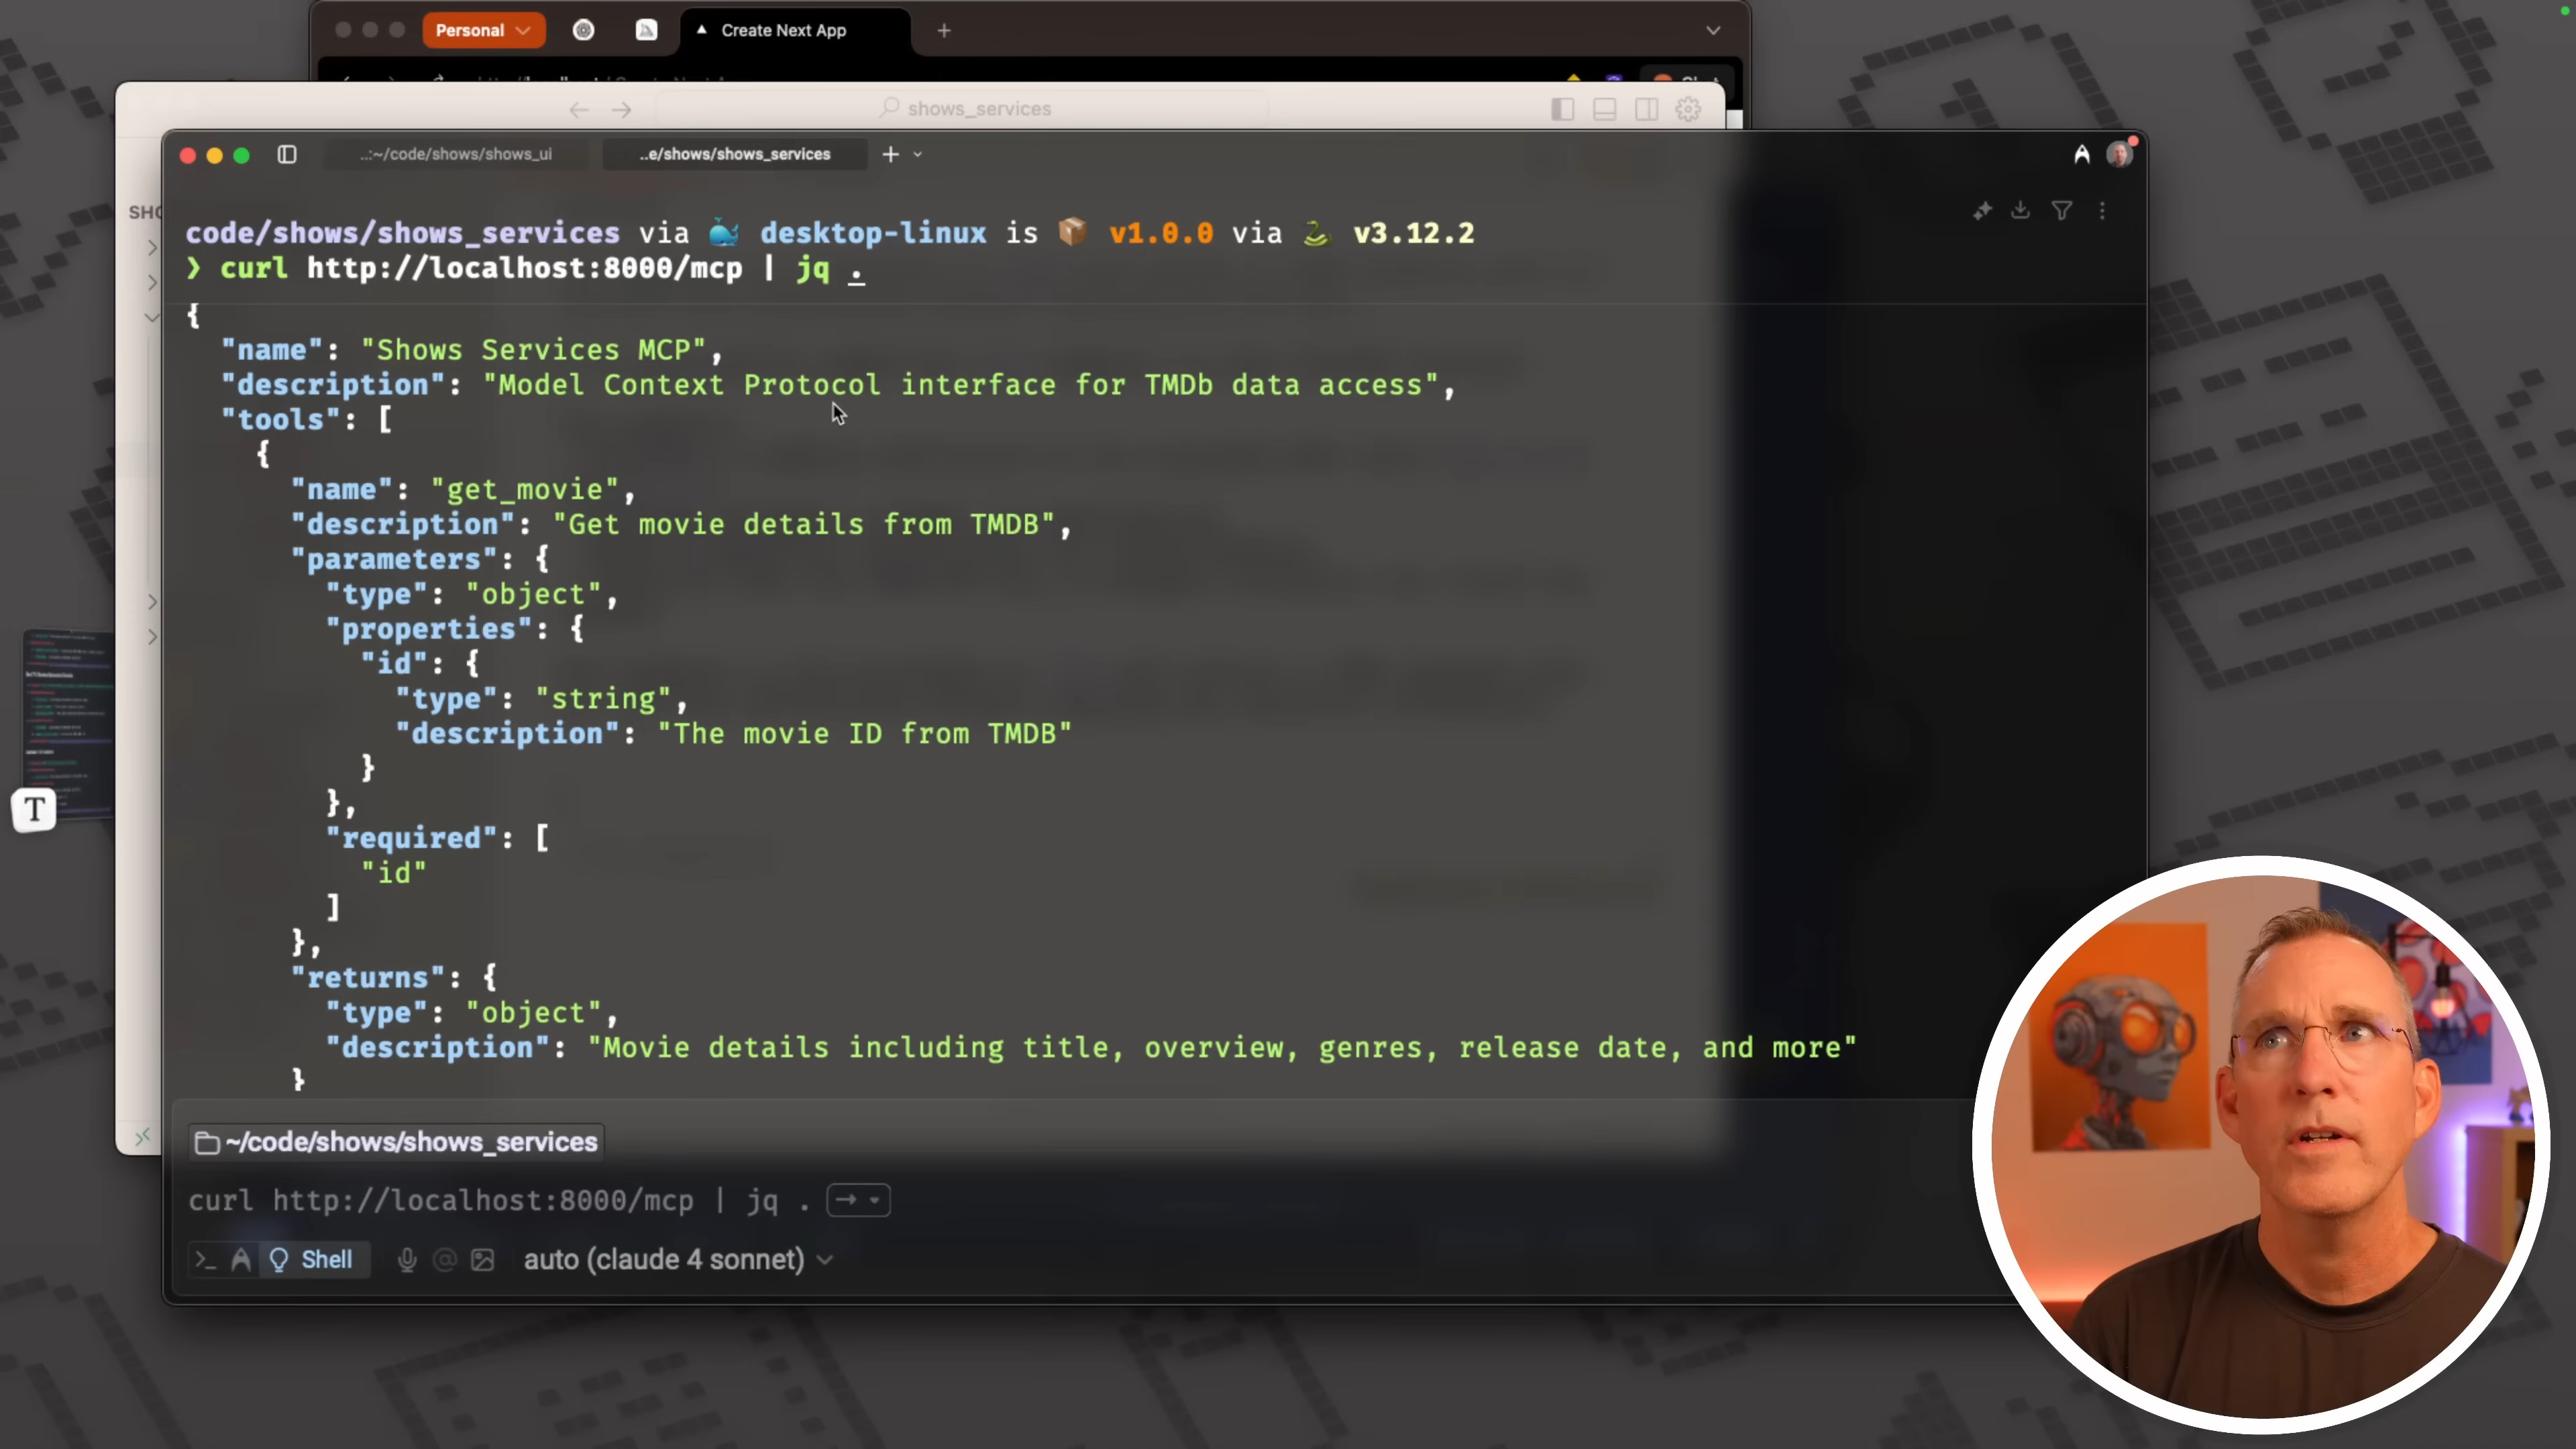 Personal
Create Next App
shows_services
..:~/code/shows/shows_ui
..e/shows/shows_services
code/shows/shows_services via 🐳 desktop-linux is 📦 v1.0.0 via 🐍 v3.12.2
❯ curl http://localhost:8000/mcp | jq .
{
"name": "Shows Services MCP",
"description": "Model Context Protocol interface for TMDb data access",
"tools": [
{
"name": "get_movie",
"description": "Get movie details from TMDB",
"parameters": {
"type": "object",
"properties": {
"id": {
"type": "string",
"description": "The movie ID from TMDB"
}
},
"required": [
"id"
]
},
"returns": {
"type": "object",
"description": "Movie details including title, overview, genres, release date, and more"
}
~/code/shows/shows_services
curl http://localhost:8000/mcp | jq .
Shell
auto (claude 4 sonnet)
T